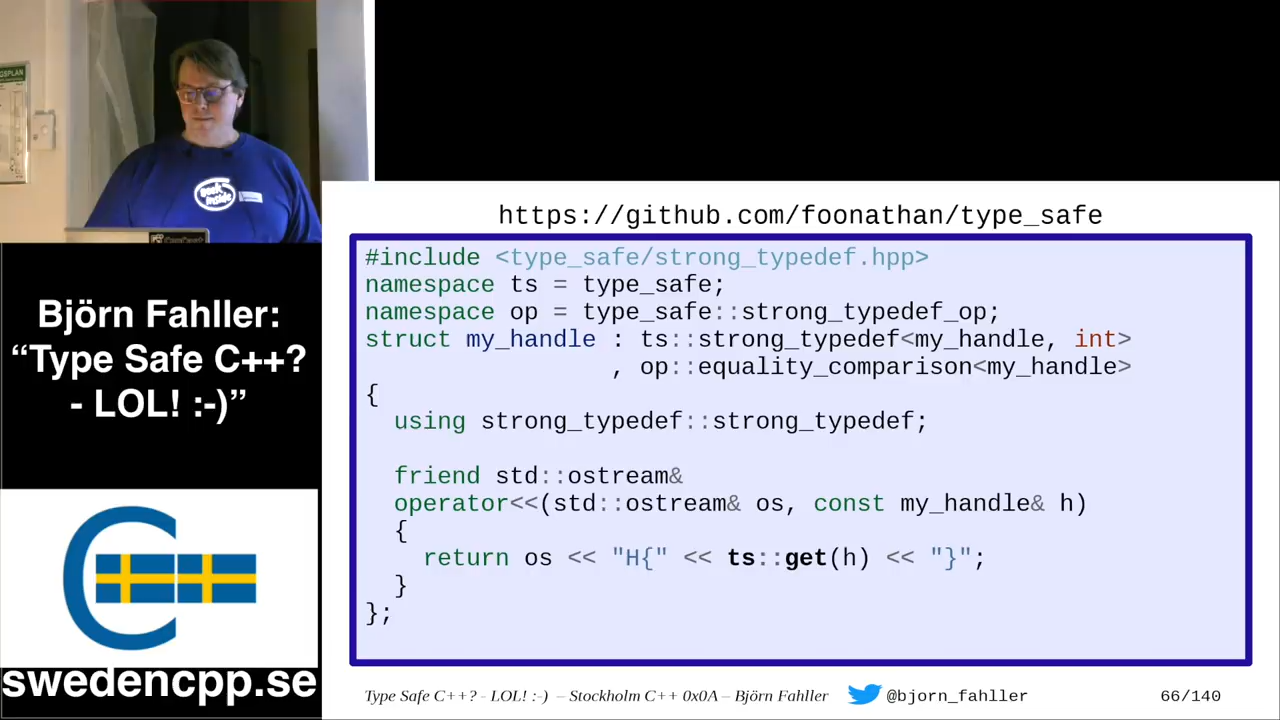 GSPLAN
Geek
inside
https://github.com/foonathan/type_safe
#include <type_safe/strong_typedef.hpp>
namespace ts = type_safe;
namespace op = type_safe::strong_typedef_op;
struct my_handle : ts::strong_typedef<my_handle, int>
, op::equality_comparison<my_handle>
{
using strong_typedef::strong_typedef;
friend std::ostream&
operator<<(std::ostream& os, const my_handle& h)
{
return os << "H{" << ts::get(h) << "}";
}
};
Björn Fahller:
“Type Safe C++?
- LOL! :-)”
swedencpp.se
Type Safe C++? - LOL! :-) – Stockholm C++ 0x0A – Björn Fahller
@bjorn_fahller
66/140